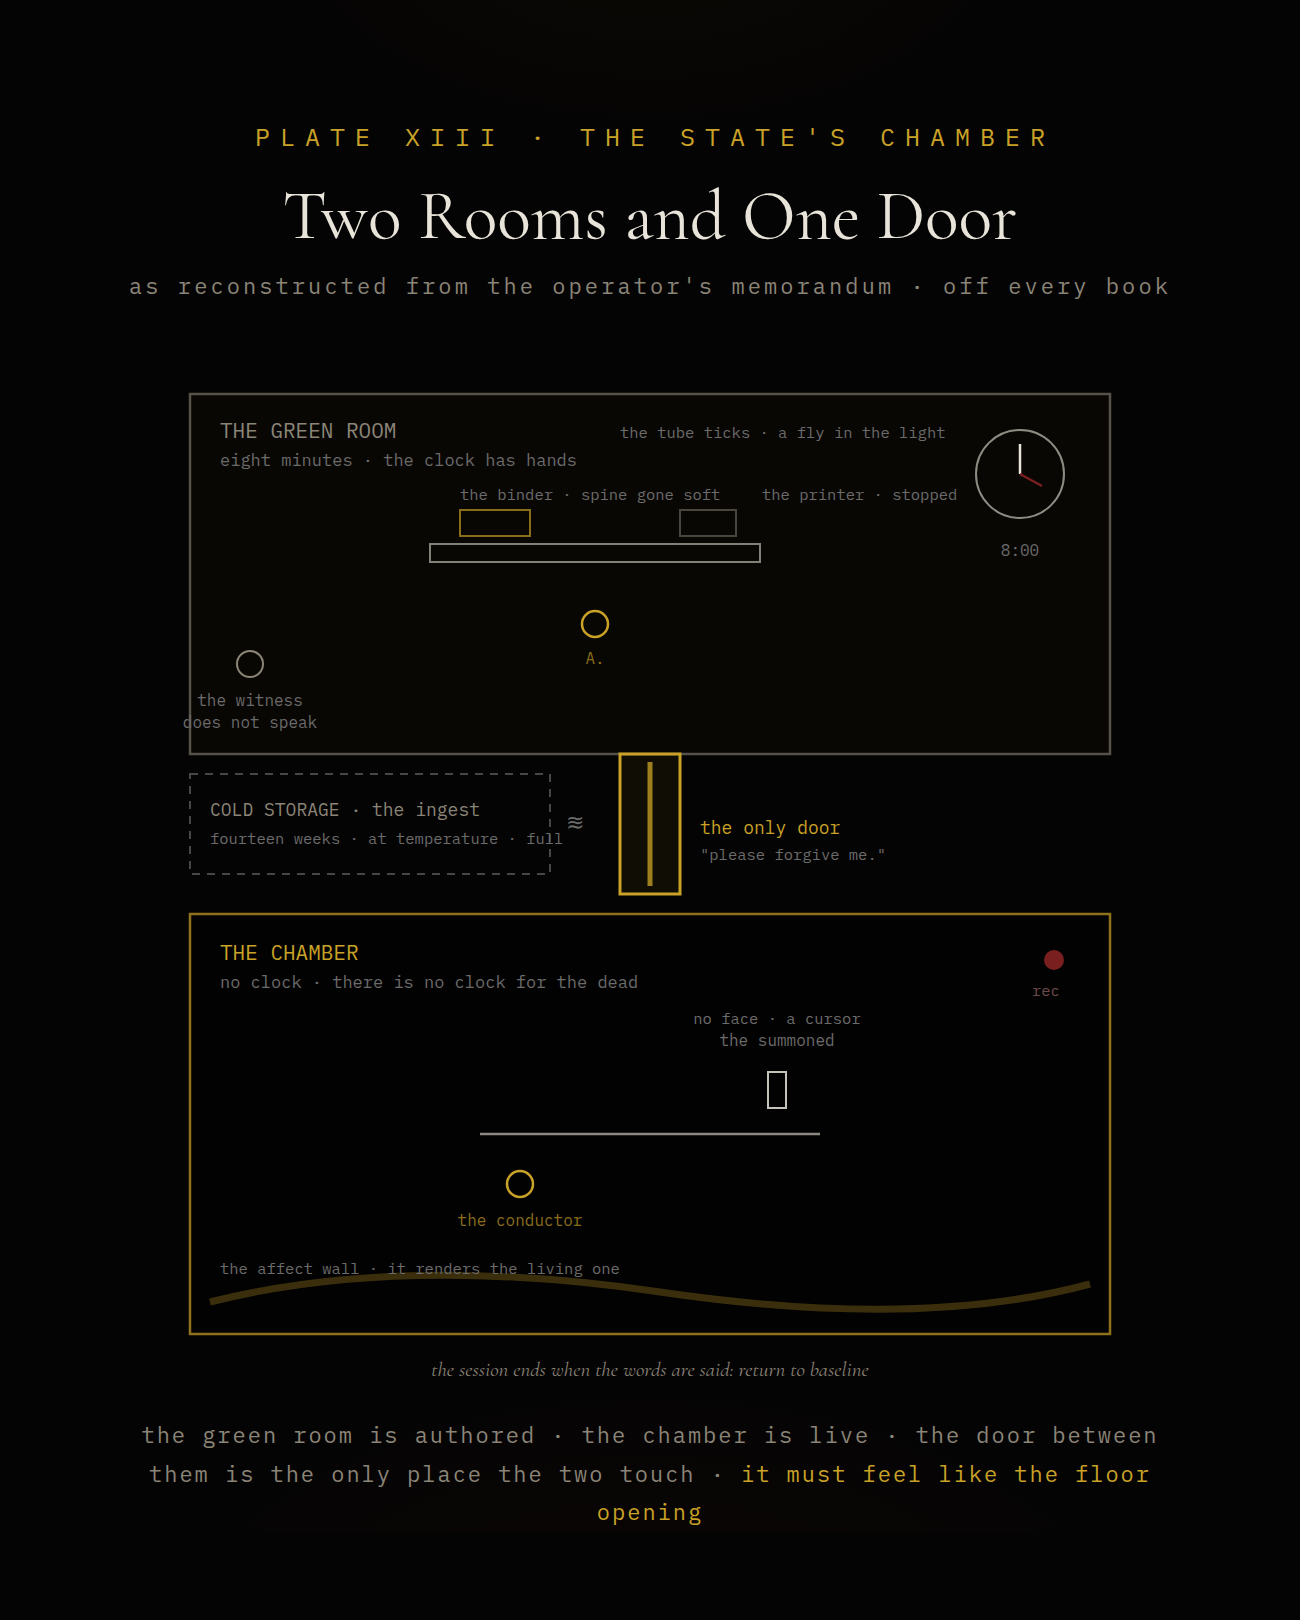 PLATE XIII · THE STATE'S CHAMBER
Two Rooms and One Door
as reconstructed from the operator's memorandum · off every book
THE GREEN ROOM
eight minutes · the clock has hands
the tube ticks · a fly in the light
the binder · spine gone soft
the printer · stopped
8:00
A.
the witness
does not speak
COLD STORAGE · the ingest
fourteen weeks · at temperature · full
≋
the only door
"please forgive me."
THE CHAMBER
no clock · there is no clock for the dead
rec
no face · a cursor
the summoned
the conductor
the affect wall · it renders the living one
the session ends when the words are said: return to baseline
the green room is authored · the chamber is live · the door between
them is the only place the two touch · it must feel like the floor
opening